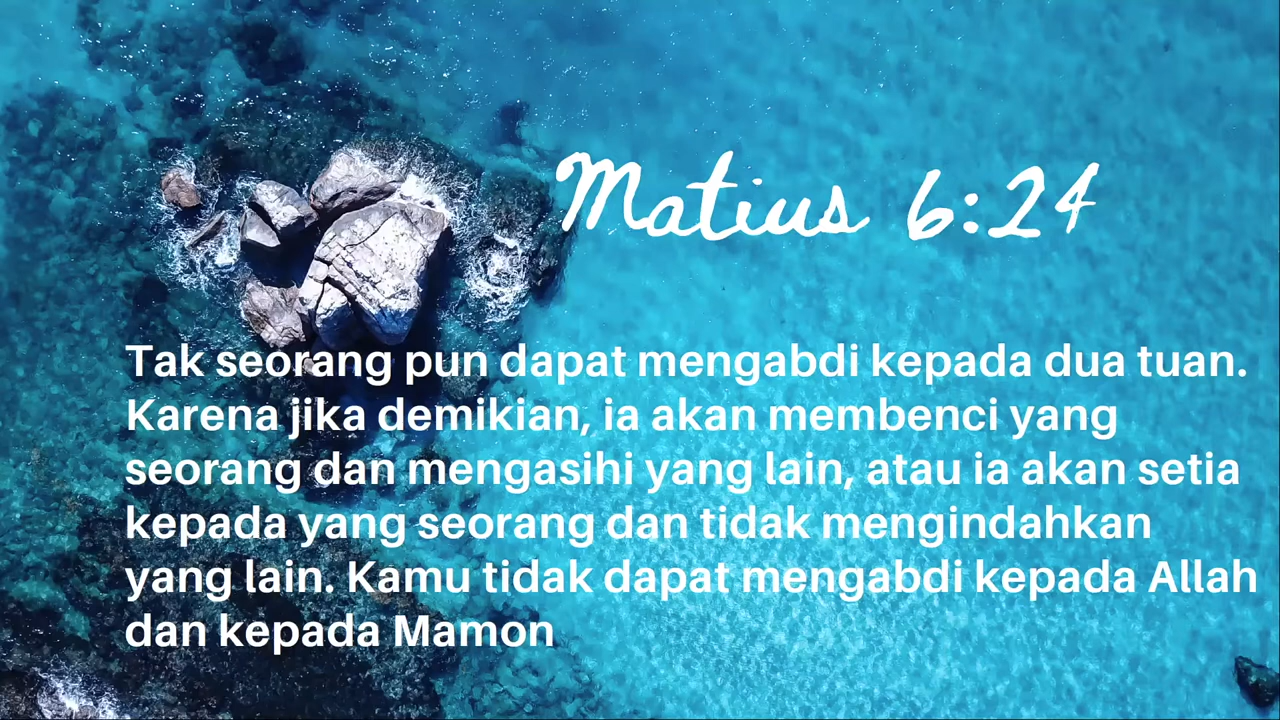 Matius 6:24
Tak seorang pun dapat mengabdi kepada dua tuan.
Karena jika demikian, ia akan membenci yang
seorang dan mengasihi yang lain, atau ia akan setia
kepada yang seorang dan tidak mengindahkan
yang lain. Kamu tidak dapat mengabdi kepada Allah
dan kepada Mamon